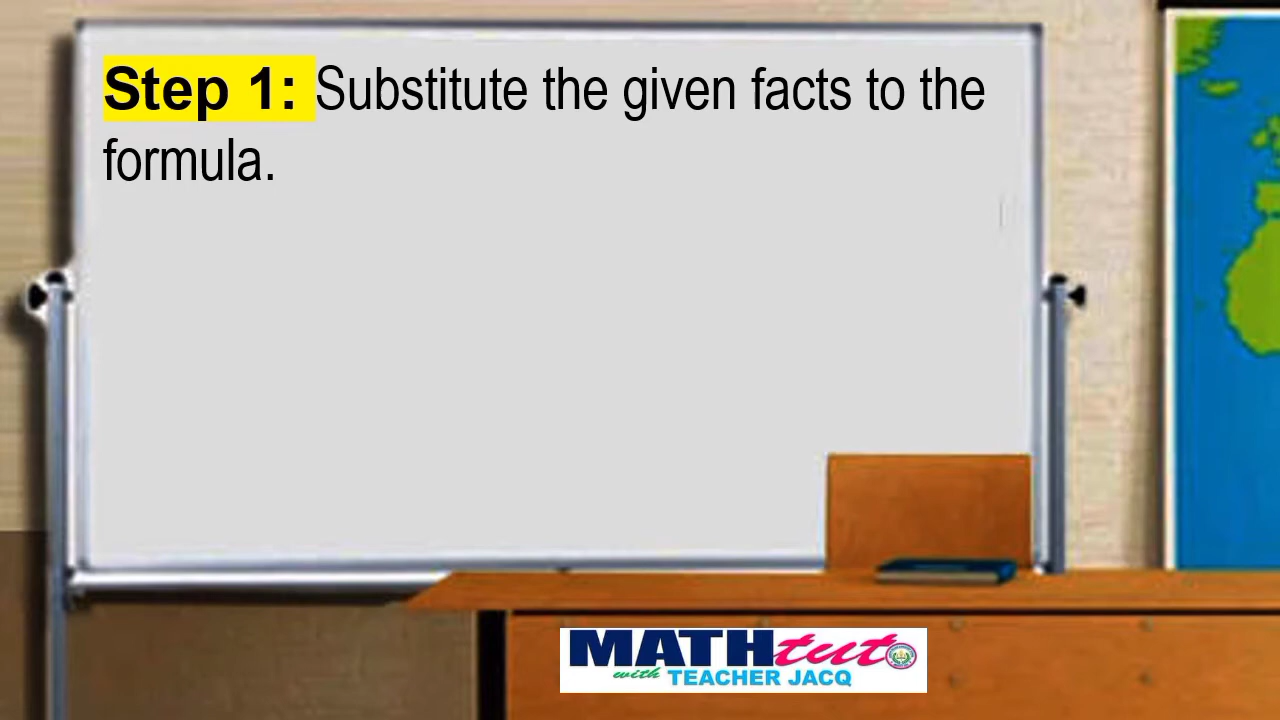 Step 1: Substitute the given facts to the
formula.
MATHtuto
with TEACHER JACQ